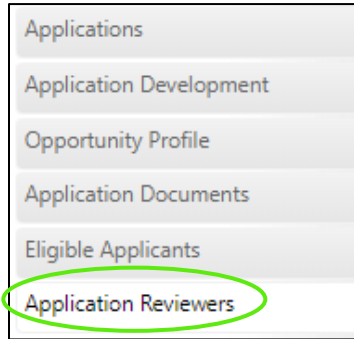 Applications
Application Development
Opportunity Profile
Application Documents
Eligible Applicants
Application Reviewers